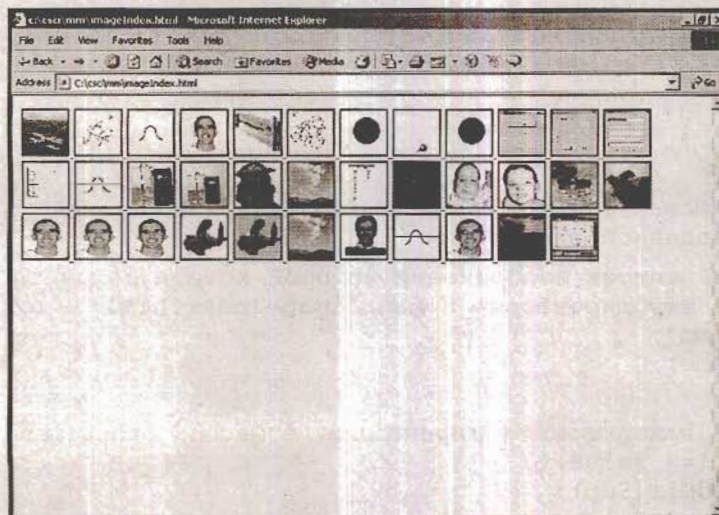 c:\csc\mm\imageIndex.html - Microsoft Internet Explorer
File Edit View Favorites Tools Help
Back Search Favorites Media
Address C:\csc\mm\imageIndex.html Go